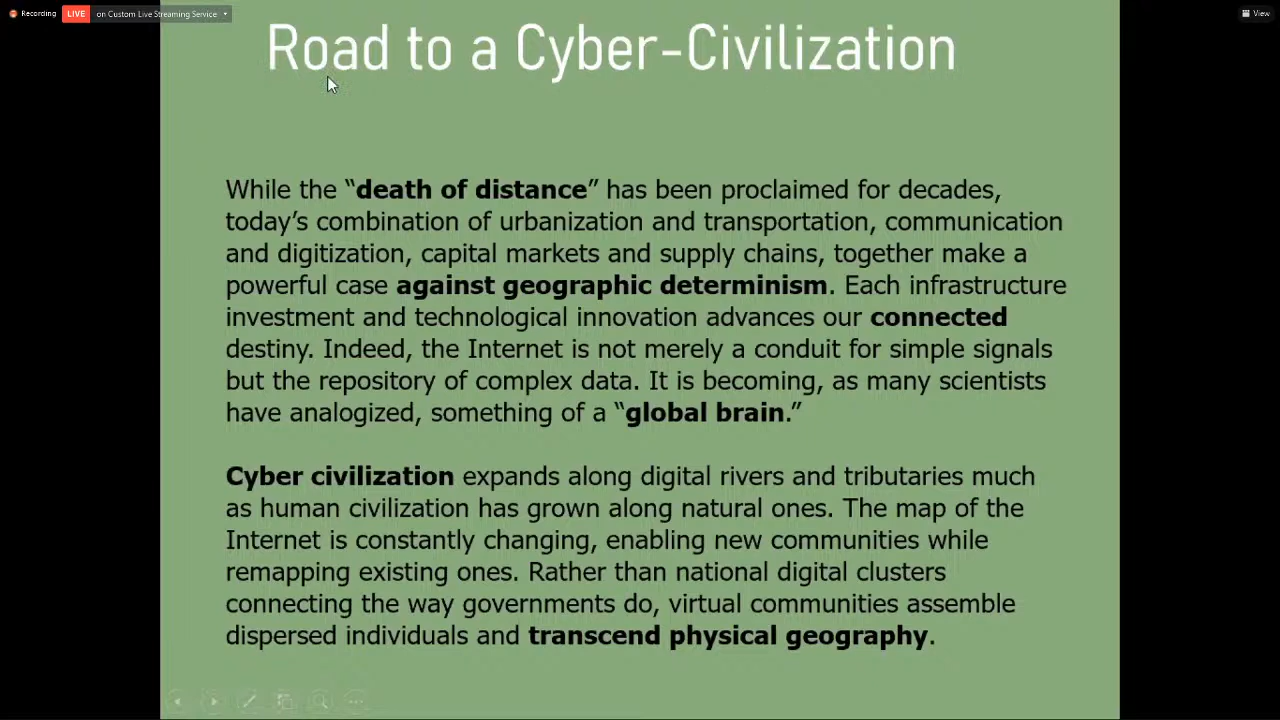 Recording
LIVE
on Custom Live Streaming Service
View
Road to a Cyber-Civilization
While the “death of distance” has been proclaimed for decades,
today’s combination of urbanization and transportation, communication
and digitization, capital markets and supply chains, together make a
powerful case against geographic determinism. Each infrastructure
investment and technological innovation advances our connected
destiny. Indeed, the Internet is not merely a conduit for simple signals
but the repository of complex data. It is becoming, as many scientists
have analogized, something of a “global brain.”
Cyber civilization expands along digital rivers and tributaries much
as human civilization has grown along natural ones. The map of the
Internet is constantly changing, enabling new communities while
remapping existing ones. Rather than national digital clusters
connecting the way governments do, virtual communities assemble
dispersed individuals and transcend physical geography.